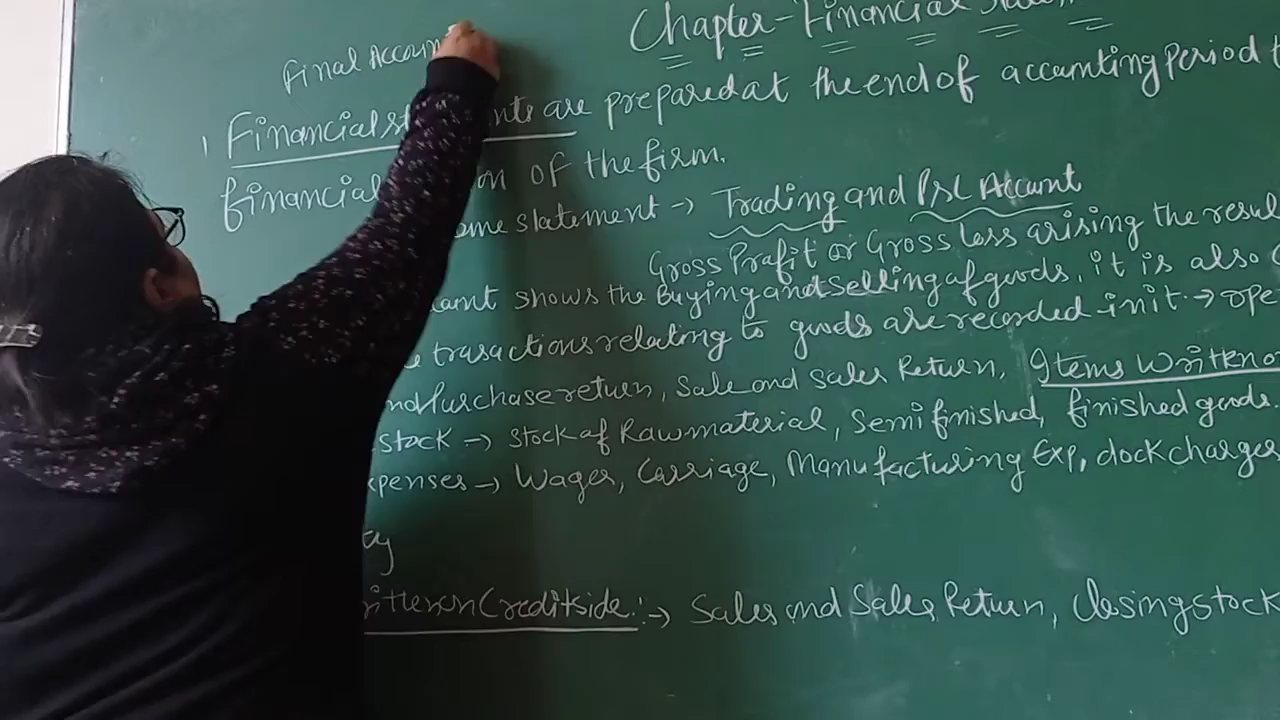 Chapter - Financial
Final Accoun
1 Financial st nts are prepared at the end of accounting period t
financial on of the firm.
ome statement → Trading and P&L Account
Gross Profit or Gross loss arising the resul
ount shows the Buying and selling of goods, it is also
e trasactions relating to goods are recorded init → ope
nd Purchase return, Sale and Sales Return, Items Written o
stock → Stock of Raw material, Semi finished, finished goods.
xpenses → Wages, Carriage, Manufacturing Exp, dock charges
ritten on Credit side :→ Sales and Sales Return, Closing stock